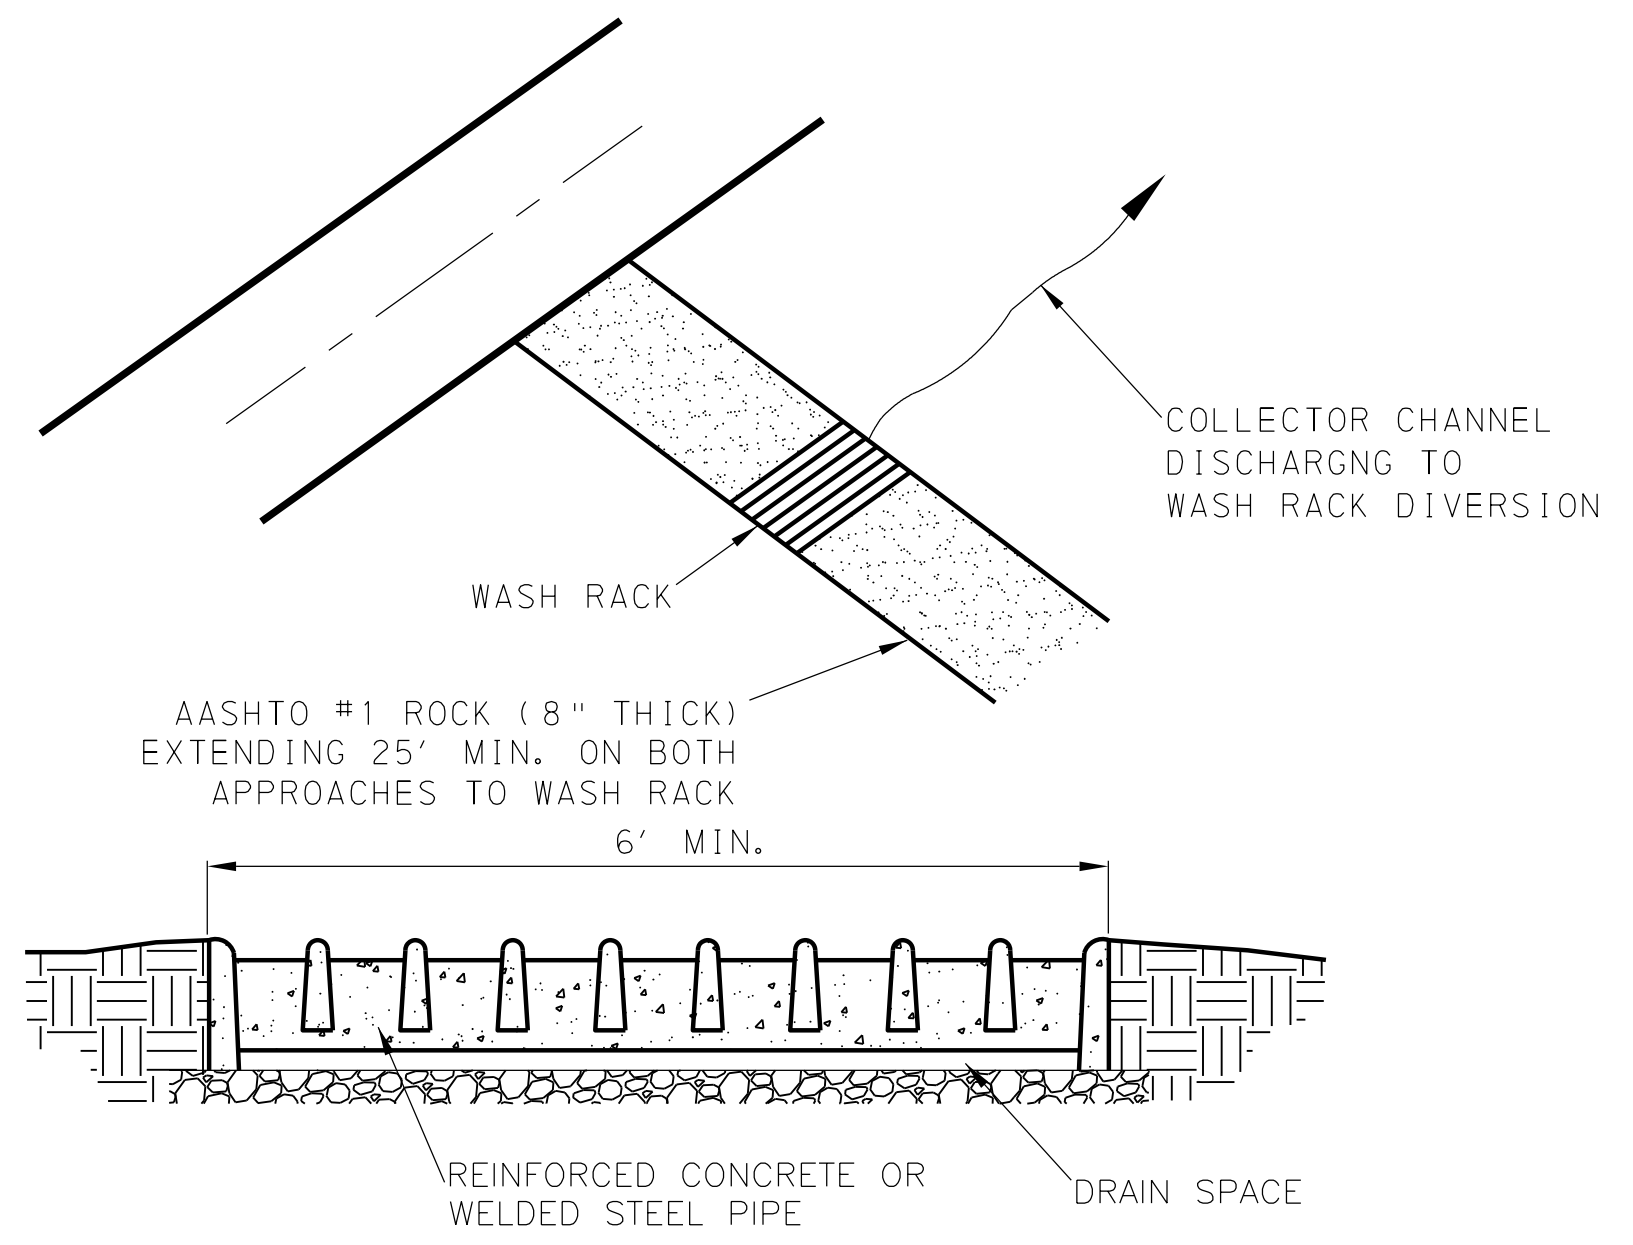 COLLECTOR CHANNEL
DISCHARGNG TO
WASH RACK DIVERSION
WASH RACK
AASHTO #1 ROCK (8" THICK)
EXTENDING 25' MIN. ON BOTH
APPROACHES TO WASH RACK
6' MIN.
REINFORCED CONCRETE OR
WELDED STEEL PIPE
DRAIN SPACE